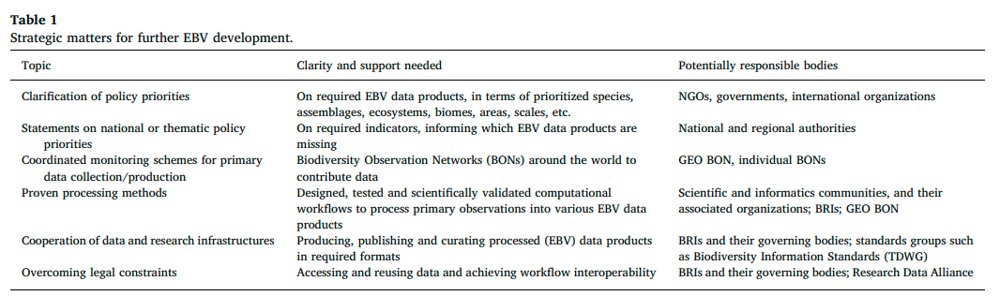 Table 1
Strategic matters for further EBV development.
Topic Clarity and support needed Potentially responsible bodies
Clarification of policy priorities On required EBV data products, in terms of prioritized species, NGOs, governments, international organizations
assemblages, ecosystems, biomes, areas, scales, etc.
Statements on national or thematic policy On required indicators, informing which EBV data products are National and regional authorities
priorities missing
Coordinated monitoring schemes for primary Biodiversity Observation Networks (BONs) around the world to GEO BON, individual BONs
data collection/production contribute data
Proven processing methods Designed, tested and scientifically validated computational Scientific and informatics communities, and their
workflows to process primary observations into various EBV data associated organizations; BRIs; GEO BON
products
Cooperation of data and research infrastructures Producing, publishing and curating processed (EBV) data products BRIs and their governing bodies; standards groups such
in required formats as Biodiversity Information Standards (TDWG)
Overcoming legal constraints Accessing and reusing data and achieving workflow interoperability BRIs and their governing bodies; Research Data Alliance